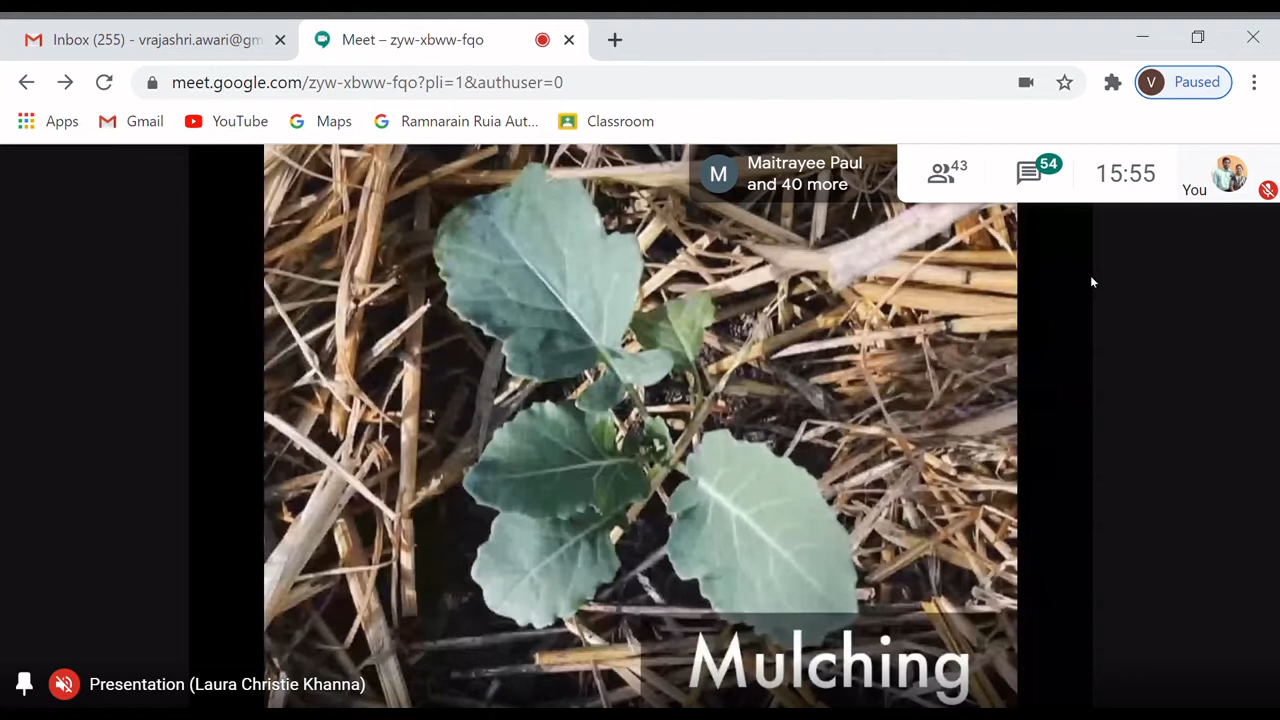 Inbox (255) - vrajashri.awari@gm
Meet – zyw-xbww-fqo
meet.google.com/zyw-xbww-fqo?pli=1&authuser=0
V
Paused
Apps
Gmail
YouTube
Maps
Ramnarain Ruia Aut...
Classroom
M
Maitrayee Paul
and 40 more
43
54
15:55
You
Mulching
Presentation (Laura Christie Khanna)